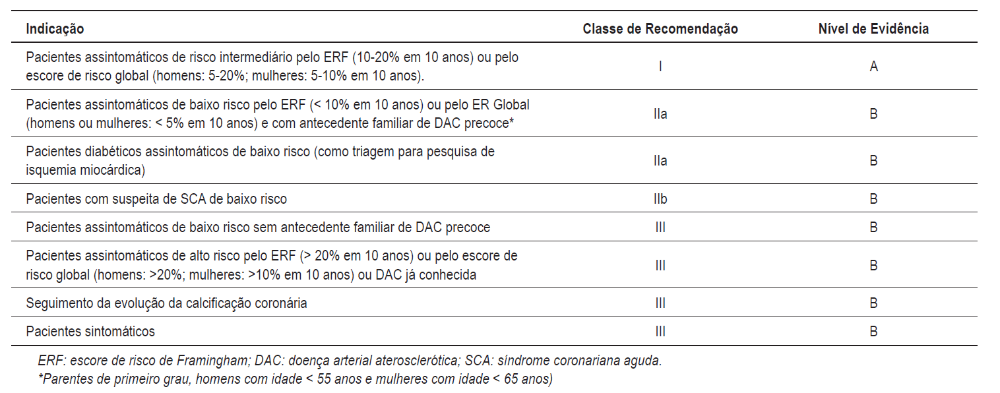 Indicação Classe de Recomendação Nível de Evidência
Pacientes assintomáticos de risco intermediário pelo ERF (10-20% em 10 anos) ou pelo
escore de risco global (homens: 5-20%; mulheres: 5-10% em 10 anos). I A
Pacientes assintomáticos de baixo risco pelo ERF (< 10% em 10 anos) ou pelo ER Global
(homens ou mulheres: < 5% em 10 anos) e com antecedente familiar de DAC precoce* IIa B
Pacientes diabéticos assintomáticos de baixo risco (como triagem para pesquisa de
isquemia miocárdica) IIa B
Pacientes com suspeita de SCA de baixo risco IIb B
Pacientes assintomáticos de baixo risco sem antecedente familiar de DAC precoce III B
Pacientes assintomáticos de alto risco pelo ERF (> 20% em 10 anos) ou pelo escore de
risco global (homens: >20%; mulheres: >10% em 10 anos) ou DAC já conhecida III B
Seguimento da evolução da calcificação coronária III B
Pacientes sintomáticos III B
ERF: escore de risco de Framingham; DAC: doença arterial aterosclerótica; SCA: síndrome coronariana aguda.
*Parentes de primeiro grau, homens com idade < 55 anos e mulheres com idade < 65 anos)